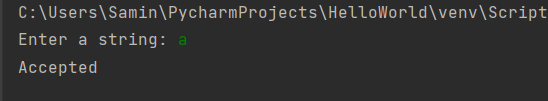 C:\Users\Samin\PycharmProjects\HelloWorld\venv\Script
Enter a string: a
Accepted